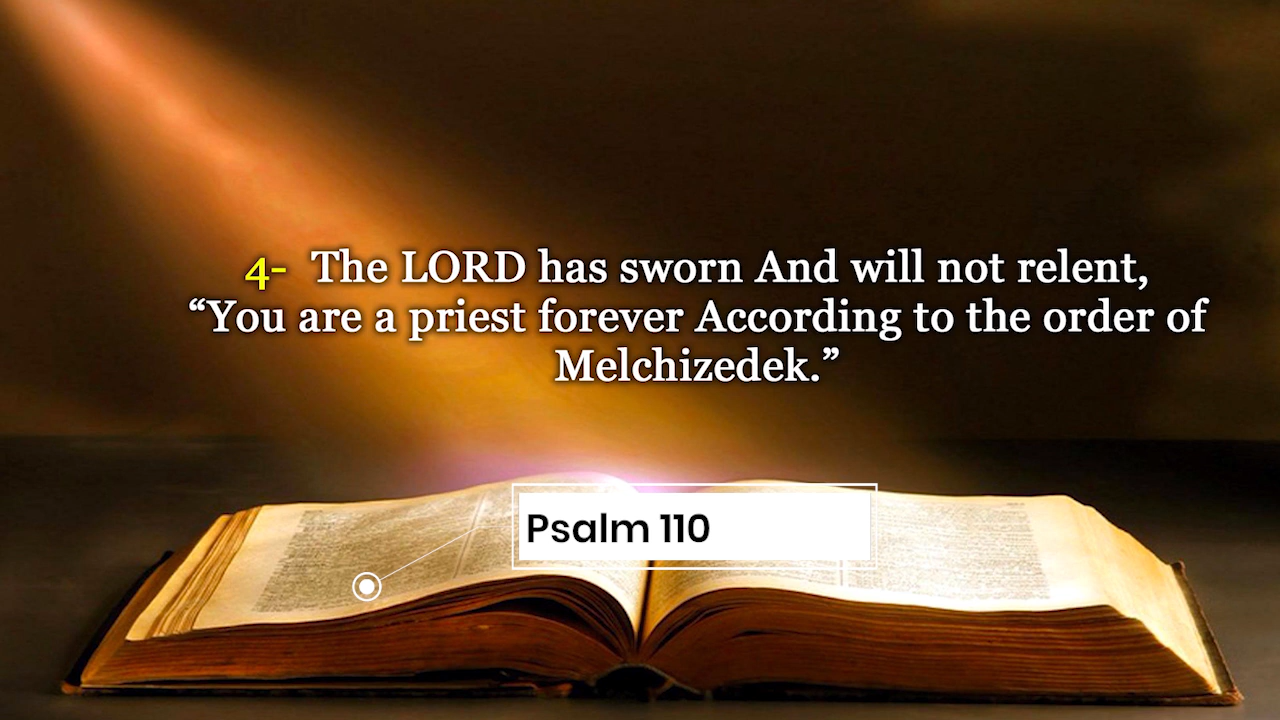 4- The LORD has sworn And will not relent,
“You are a priest forever According to the order of
Melchizedek.”
Psalm 110